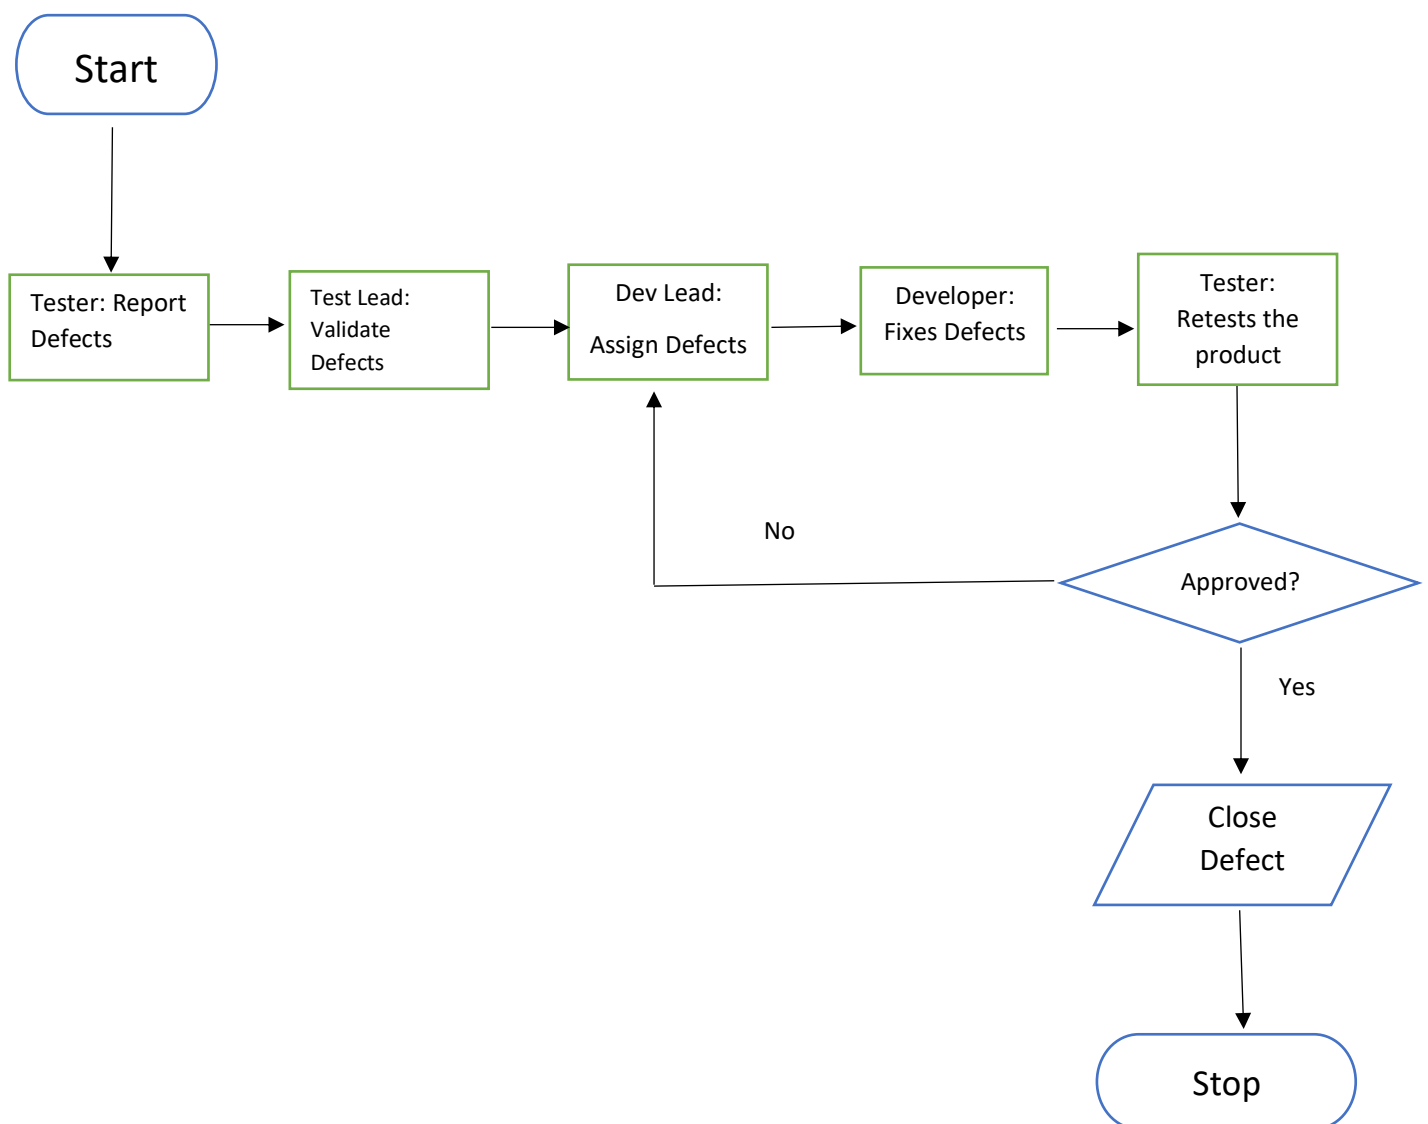 Start
Tester: Report
Defects
Test Lead:
Validate
Defects
Dev Lead:
Assign Defects
Developer:
Fixes Defects
Tester:
Retests the
product
No
Approved?
Yes
Close
Defect
Stop